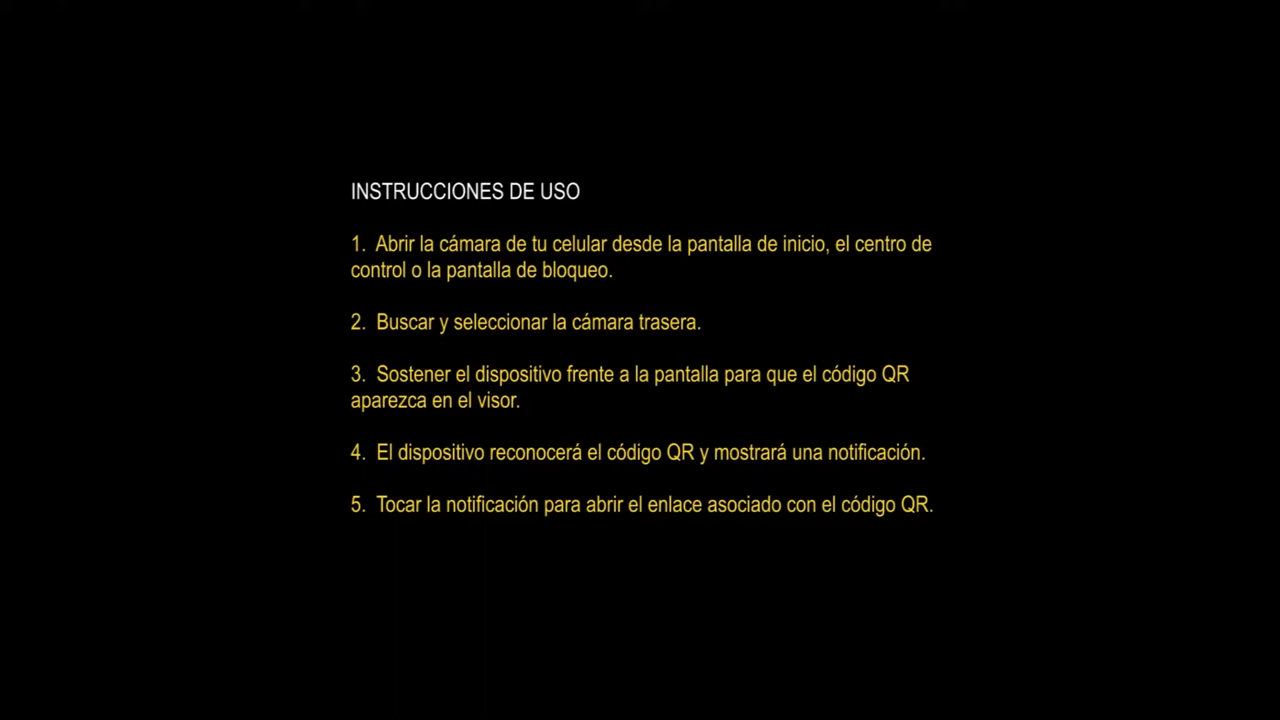 INSTRUCCIONES DE USO
1. Abrir la cámara de tu celular desde la pantalla de inicio, el centro de
control o la pantalla de bloqueo.
2. Buscar y seleccionar la cámara trasera.
3. Sostener el dispositivo frente a la pantalla para que el código QR
aparezca en el visor.
4. El dispositivo reconocerá el código QR y mostrará una notificación.
5. Tocar la notificación para abrir el enlace asociado con el código QR.